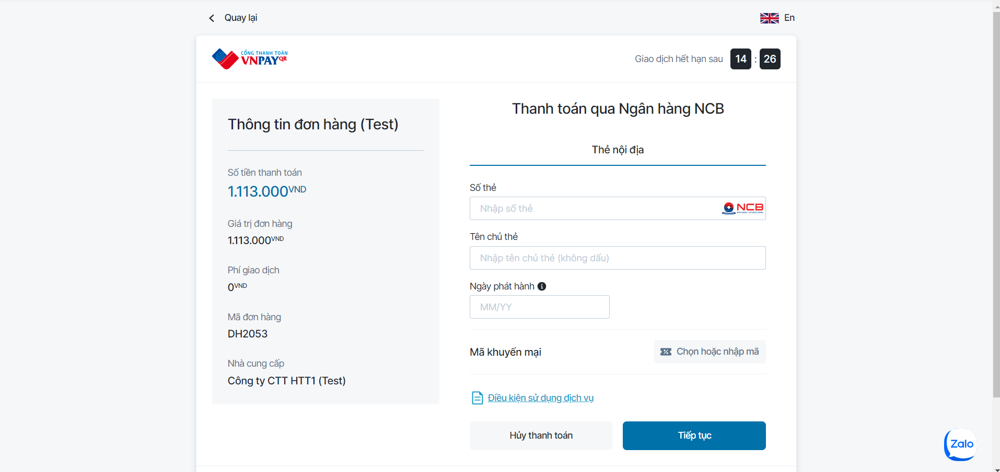 Quay lại
En
CỔNG THANH TOÁN
VNPAYQR
Giao dịch hết hạn sau 14 : 26
Thông tin đơn hàng (Test)
Số tiền thanh toán
1.113.000VND
Giá trị đơn hàng
1.113.000VND
Phí giao dịch
0VND
Mã đơn hàng
DH2053
Nhà cung cấp
Công ty CTT HTT1 (Test)
Thanh toán qua Ngân hàng NCB
Thẻ nội địa
Số thẻ
Nhập số thẻ
NCB
NATIONAL CITIZEN BANK
Tên chủ thẻ
Nhập tên chủ thẻ (không dấu)
Ngày phát hành
MM/YY
Mã khuyến mại
Chọn hoặc nhập mã
Điều kiện sử dụng dịch vụ
Hủy thanh toán
Tiếp tục
Zalo